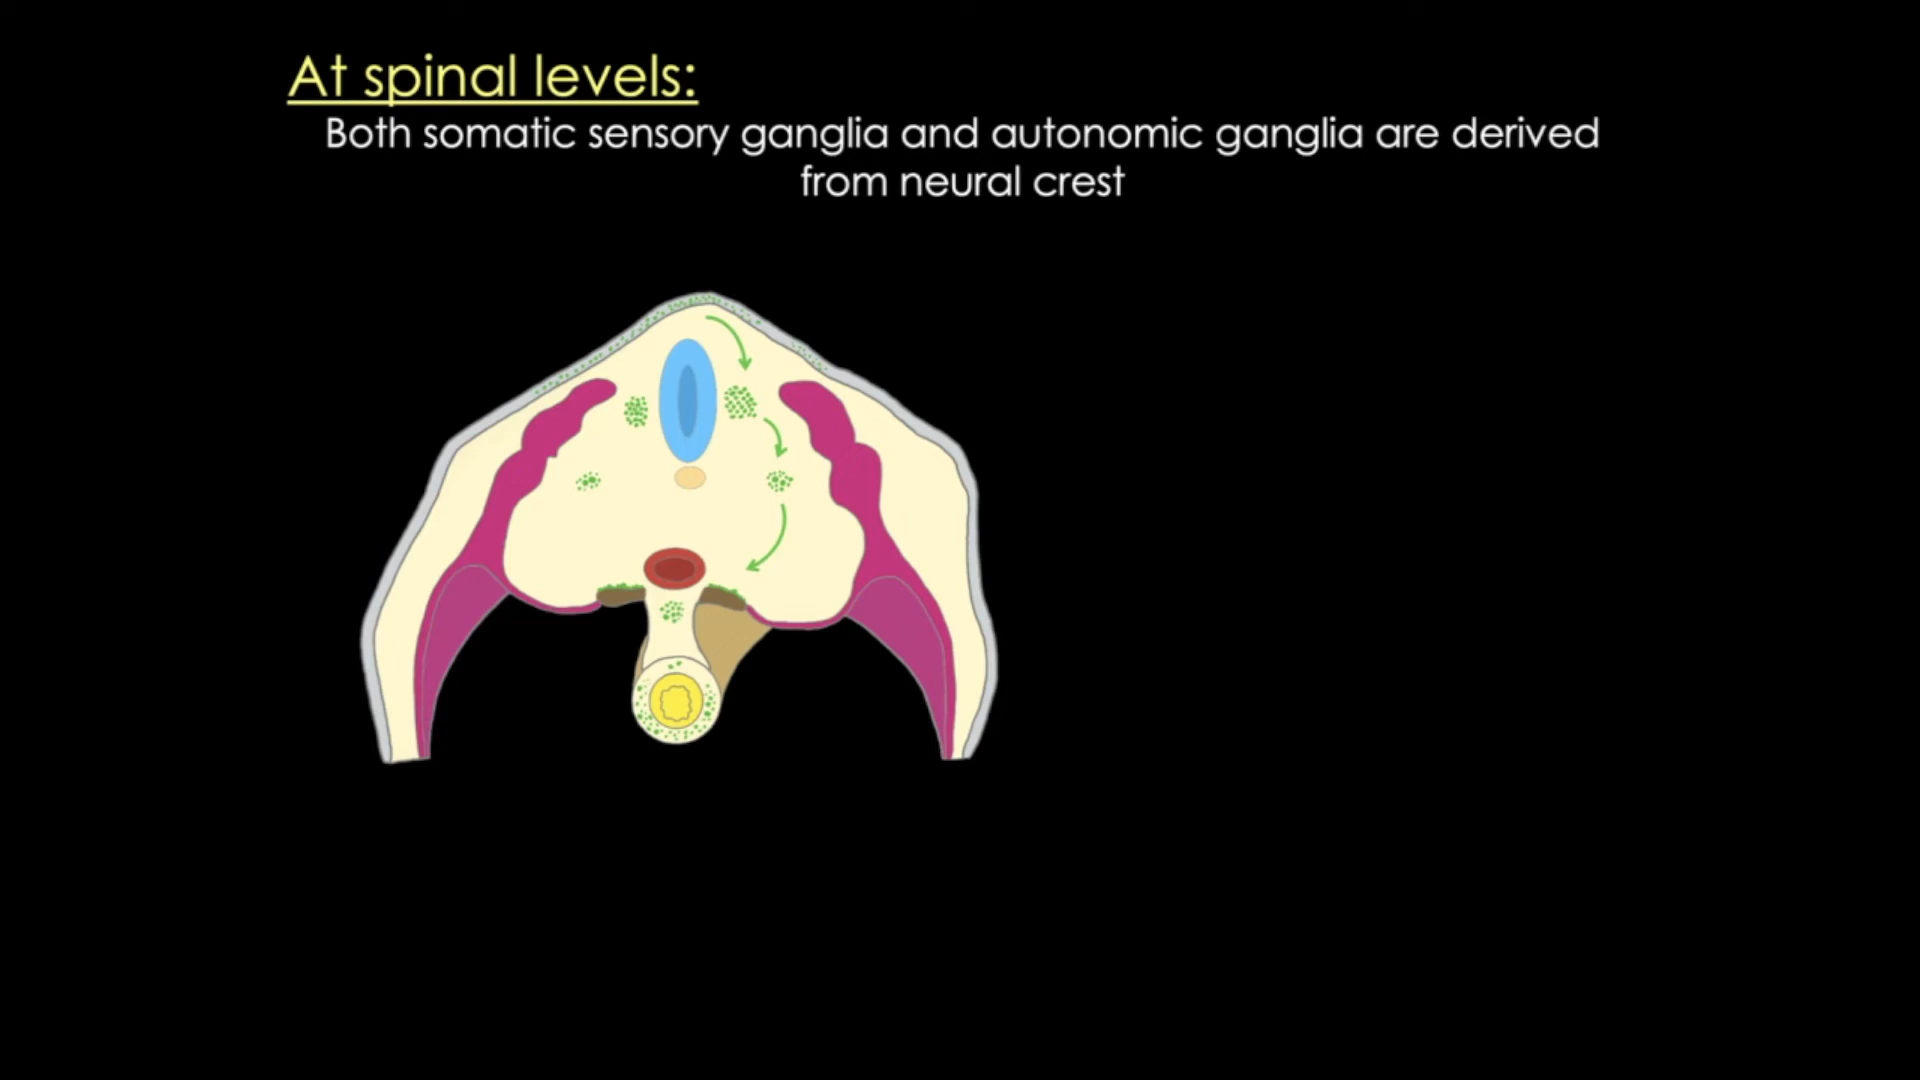 At spinal levels:
Both somatic sensory ganglia and autonomic ganglia are derived
from neural crest